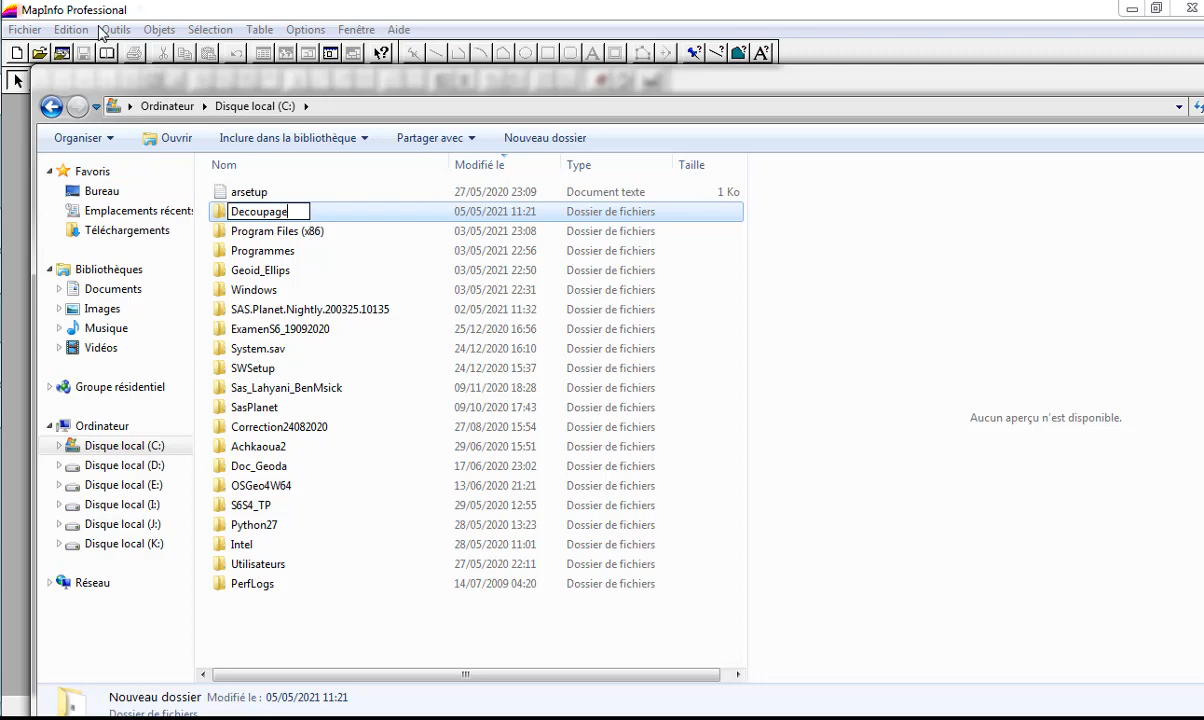 MapInfo Professional
Fichier Edition Outils Objets Sélection Table Options Fenêtre Aide
Ordinateur Disque local (C:)
Organiser Ouvrir Inclure dans la bibliothèque Partager avec Nouveau dossier
Nom Modifié le Type Taille
Favoris
Bureau
Emplacements récents
Téléchargements
Bibliothèques
Documents
Images
Musique
Vidéos
Groupe résidentiel
Ordinateur
Disque local (C:)
Disque local (D:)
Disque local (E:)
Disque local (I:)
Disque local (J:)
Disque local (K:)
Réseau
arsetup 27/05/2020 23:09 Document texte 1 Ko
Decoupage 05/05/2021 11:21 Dossier de fichiers
Program Files (x86) 03/05/2021 23:08 Dossier de fichiers
Programmes 03/05/2021 22:56 Dossier de fichiers
Geoid_Ellips 03/05/2021 22:50 Dossier de fichiers
Windows 03/05/2021 22:31 Dossier de fichiers
SAS.Planet.Nightly.200325.10135 02/05/2021 11:32 Dossier de fichiers
ExamenS6_19092020 25/12/2020 16:56 Dossier de fichiers
System.sav 24/12/2020 16:10 Dossier de fichiers
SWSetup 24/12/2020 15:37 Dossier de fichiers
Sas_Lahyani_BenMsick 09/11/2020 18:28 Dossier de fichiers
SasPlanet 09/10/2020 17:43 Dossier de fichiers
Correction24082020 27/08/2020 15:54 Dossier de fichiers
Achkaoua2 29/06/2020 15:51 Dossier de fichiers
Doc_Geoda 17/06/2020 23:02 Dossier de fichiers
OSGeo4W64 13/06/2020 21:21 Dossier de fichiers
S6S4_TP 29/05/2020 12:55 Dossier de fichiers
Python27 28/05/2020 13:23 Dossier de fichiers
Intel 28/05/2020 11:01 Dossier de fichiers
Utilisateurs 27/05/2020 22:11 Dossier de fichiers
PerfLogs 14/07/2009 04:20 Dossier de fichiers
Aucun aperçu n'est disponible.
Nouveau dossier Modifié le : 05/05/2021 11:21
Dossier de fichiers